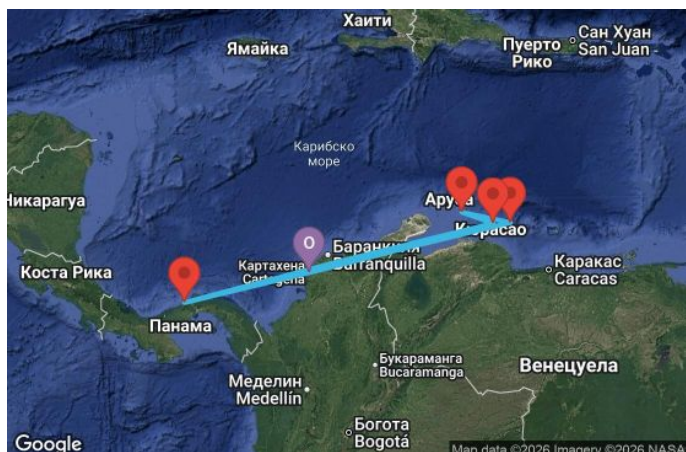 Хаити
Ямайка
Сан Хуан
San Juan
Пуерто
Рико
Карибско
море
Никарагуа
Аруба
Кюрасао
О
Баранкиля
Barranquilla
Картахена
Cartagena
Коста Рика
Каракас
Caracas
Панама
Букараманга
Bucaramanga
Венецуела
Меделин
Medellín
Богота
Bogotá
Google
Map data ©2026 Imagery ©2026 NASA